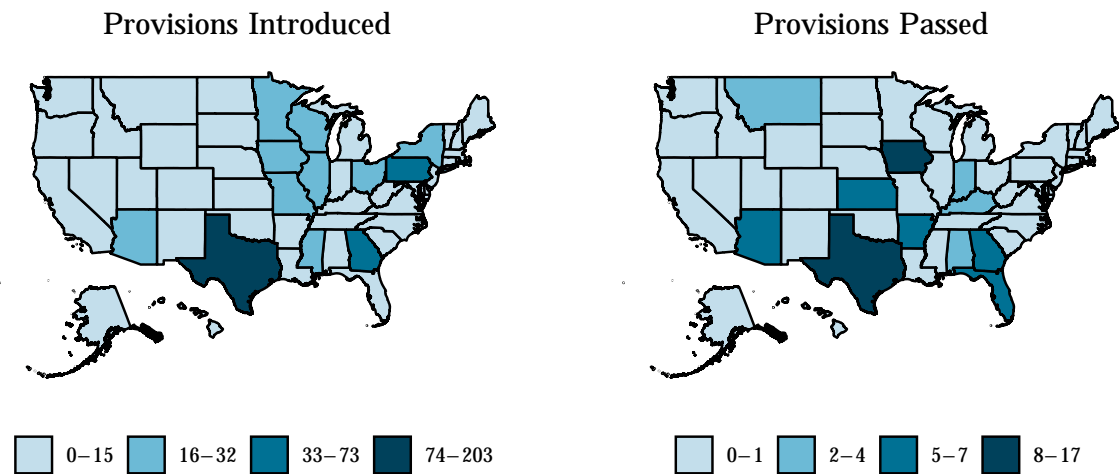 Provisions Introduced
Provisions Passed
0–15 16–32 33–73 74–203
0–1 2–4 5–7 8–17